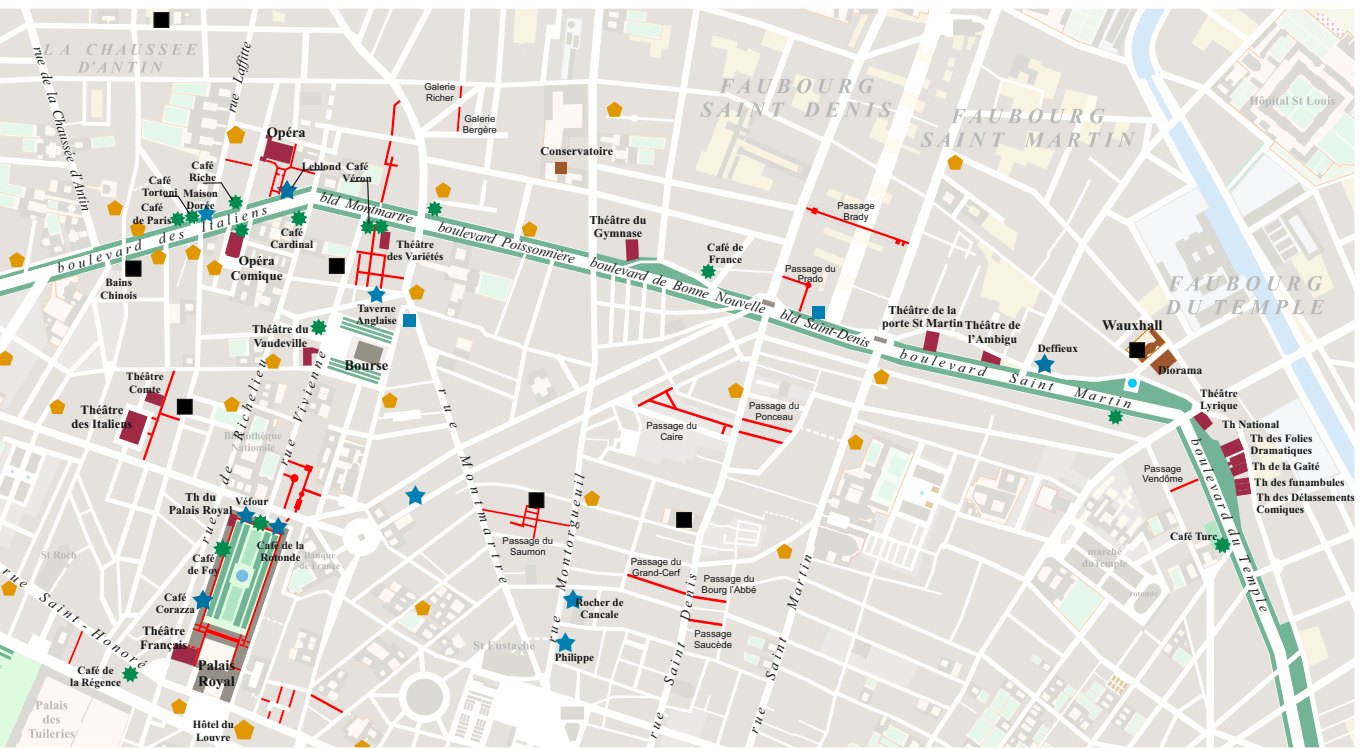 LA CHAUSSEE
D'ANTIN
rue de la Chaussée d'Antin
rue Laffitte
Galerie
Richer
Galerie
Bergère
FAUBOURG
SAINT DENIS
FAUBOURG
SAINT MARTIN
Hôpital St Louis
Opéra
Conservatoire
Café
Riche
Leblond
Café
Véron
Café
Tortoni
Maison
Dorée
Café
de Paris
boulevard des Italiens
bld Montmartre
boulevard Poissonnière
boulevard de Bonne Nouvelle
bld Saint-Denis
boulevard Saint Martin
boulevard du Temple
Café
Cardinal
Théâtre
des Variétés
Théâtre du
Gymnase
Café de
France
Passage
Brady
Passage du
Prado
Opéra
Comique
Bains
Chinois
FAUBOURG
DU TEMPLE
Taverne
Anglaise
Théâtre du
Vaudeville
Bourse
Théâtre de la
porte St Martin
Théâtre de
l'Ambigu
Deffieux
Wauxhall
Diorama
Théâtre
Comte
Théâtre
des Italiens
rue de Richelieu
rue Vivienne
Bibliothèque
Nationale
rue Montmartre
Passage du
Caire
Passage du
Ponceau
Théâtre
Lyrique
Th National
Th des Folies
Dramatiques
Th de la Gaîté
Th des funambules
Th des Délassements
Comiques
Passage
Vendôme
Café Turc
Th du
Palais Royal
Véfour
Café de la
Rotonde
Banque
de France
Café
de Foy
St Roch
Passage du
Saumon
rue Montorgueil
Passage du
Grand-Cerf
Passage du
Bourg l'Abbé
Passage
Saucède
marché
du Temple
rotonde
rue Saint-Honoré
Café
Corazza
Théâtre
Français
Palais
Royal
Café de
la Régence
Rocher de
Cancale
Philippe
St Eustache
rue Saint Denis
rue Saint Martin
Palais
des
Tuileries
Hôtel du
Louvre